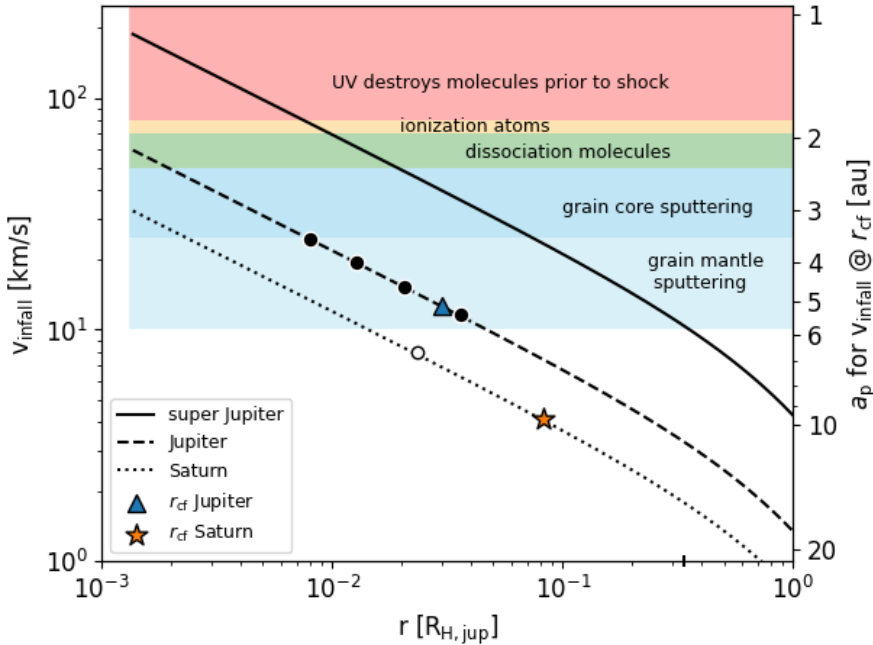 UV destroys molecules prior to shock
ionization atoms
dissociation molecules
grain core sputtering
grain mantle
sputtering
super Jupiter
Jupiter
Saturn
r_cf Jupiter
r_cf Saturn
v_infall [km/s]
10²
10¹
10⁰
10⁻³
10⁻²
10⁻¹
10⁰
r [R_H, jup]
1
2
3
4
5
6
10
20
a_p for v_infall @ r_cf [au]